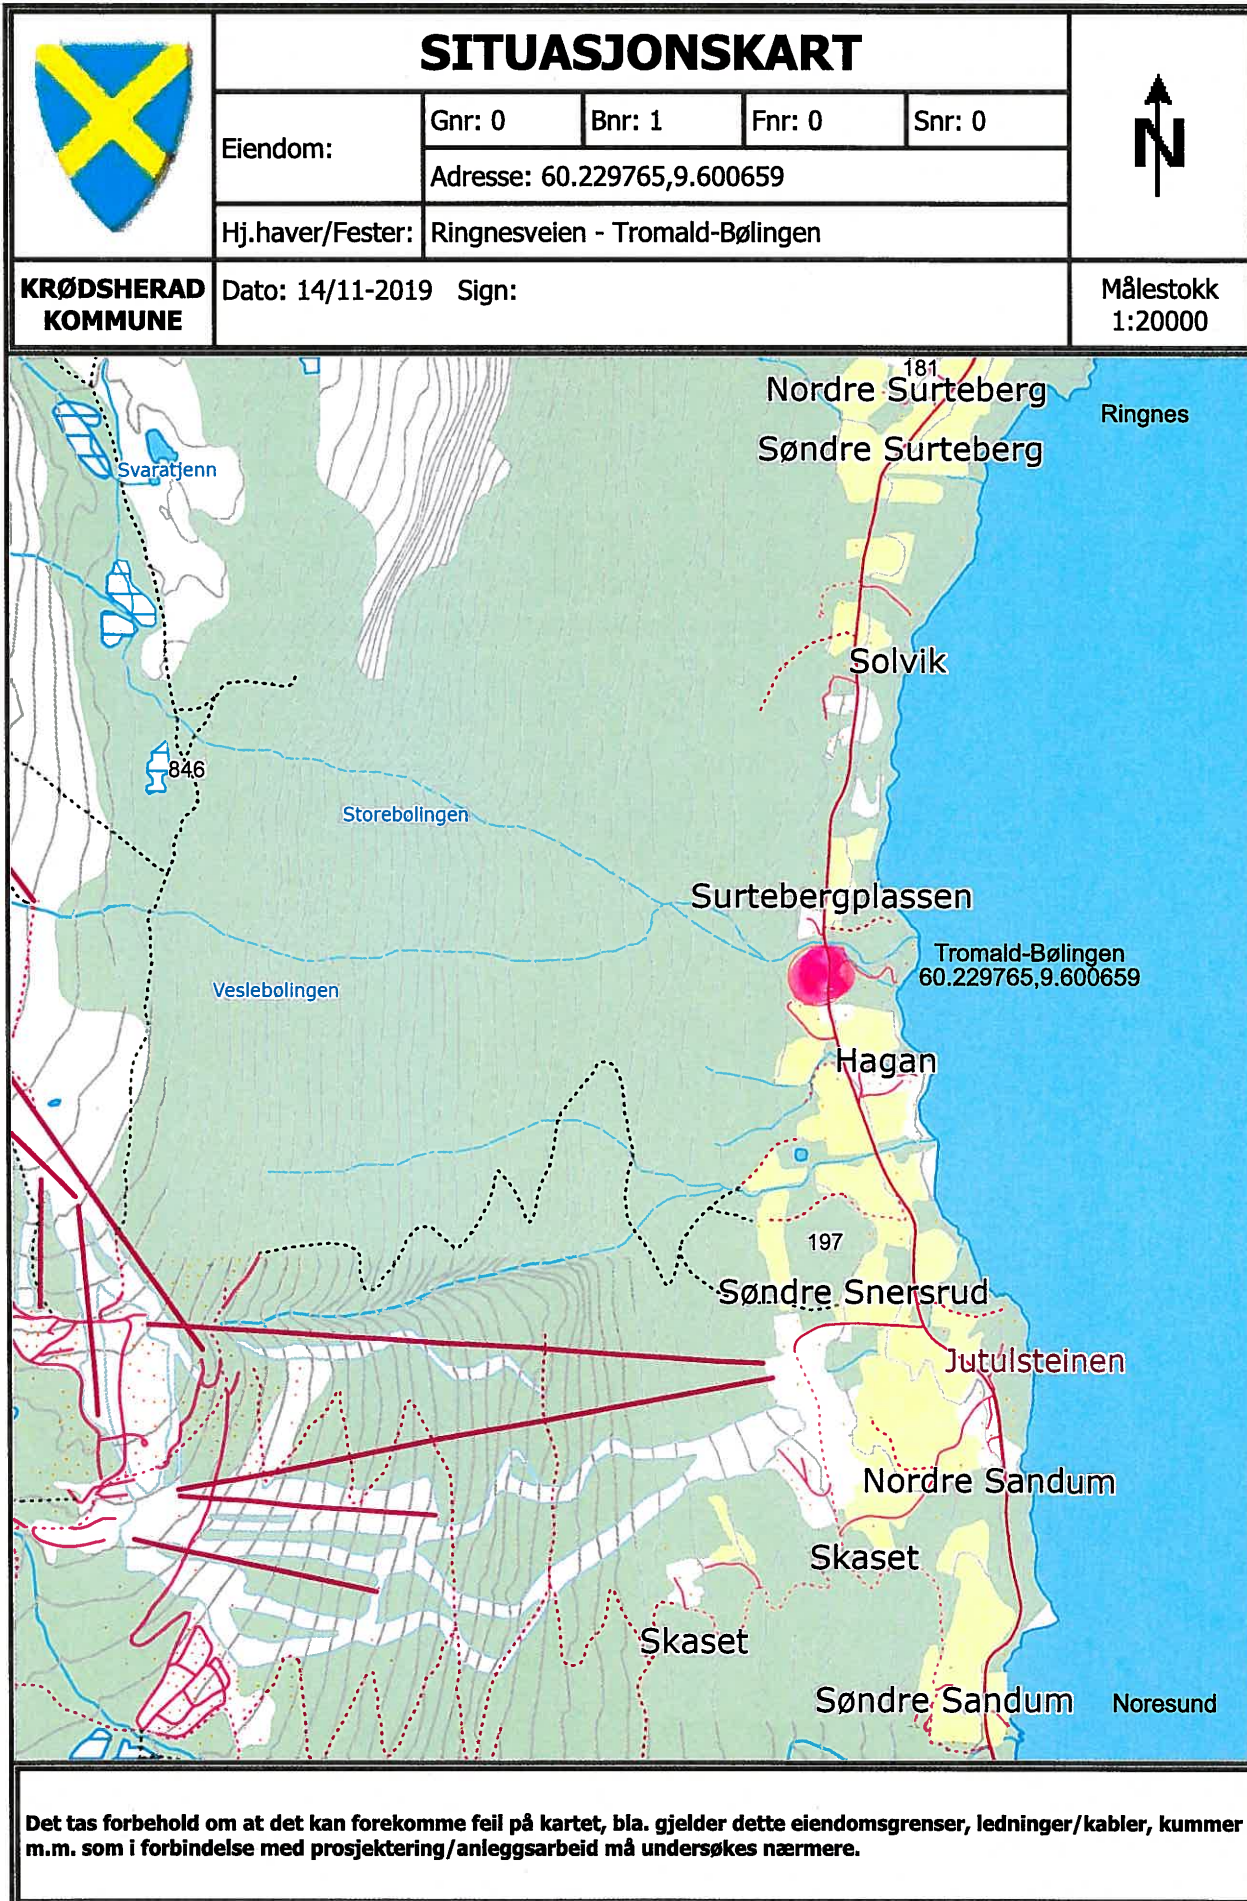 SITUASJONSKART
Eiendom:
Gnr: 0
Bnr: 1
Fnr: 0
Snr: 0
Adresse: 60.229765,9.600659
Hj.haver/Fester:
Ringnesveien - Tromald-Bølingen
N
KRØDSHERAD
KOMMUNE
Dato: 14/11-2019 Sign:
Målestokk
1:20000
181
Nordre Surteberg
Ringnes
Søndre Surteberg
Svaratjenn
Solvik
846
Storebølingen
Surtebergplassen
Tromald-Bølingen
60.229765,9.600659
Veslebølingen
Hagan
197
Søndre Snersrud
Jutulsteinen
Nordre Sandum
Skaset
Skaset
Søndre Sandum
Noresund
Det tas forbehold om at det kan forekomme feil på kartet, bla. gjelder dette eiendomsgrenser, ledninger/kabler, kummer
m.m. som i forbindelse med prosjektering/anleggsarbeid må undersøkes nærmere.